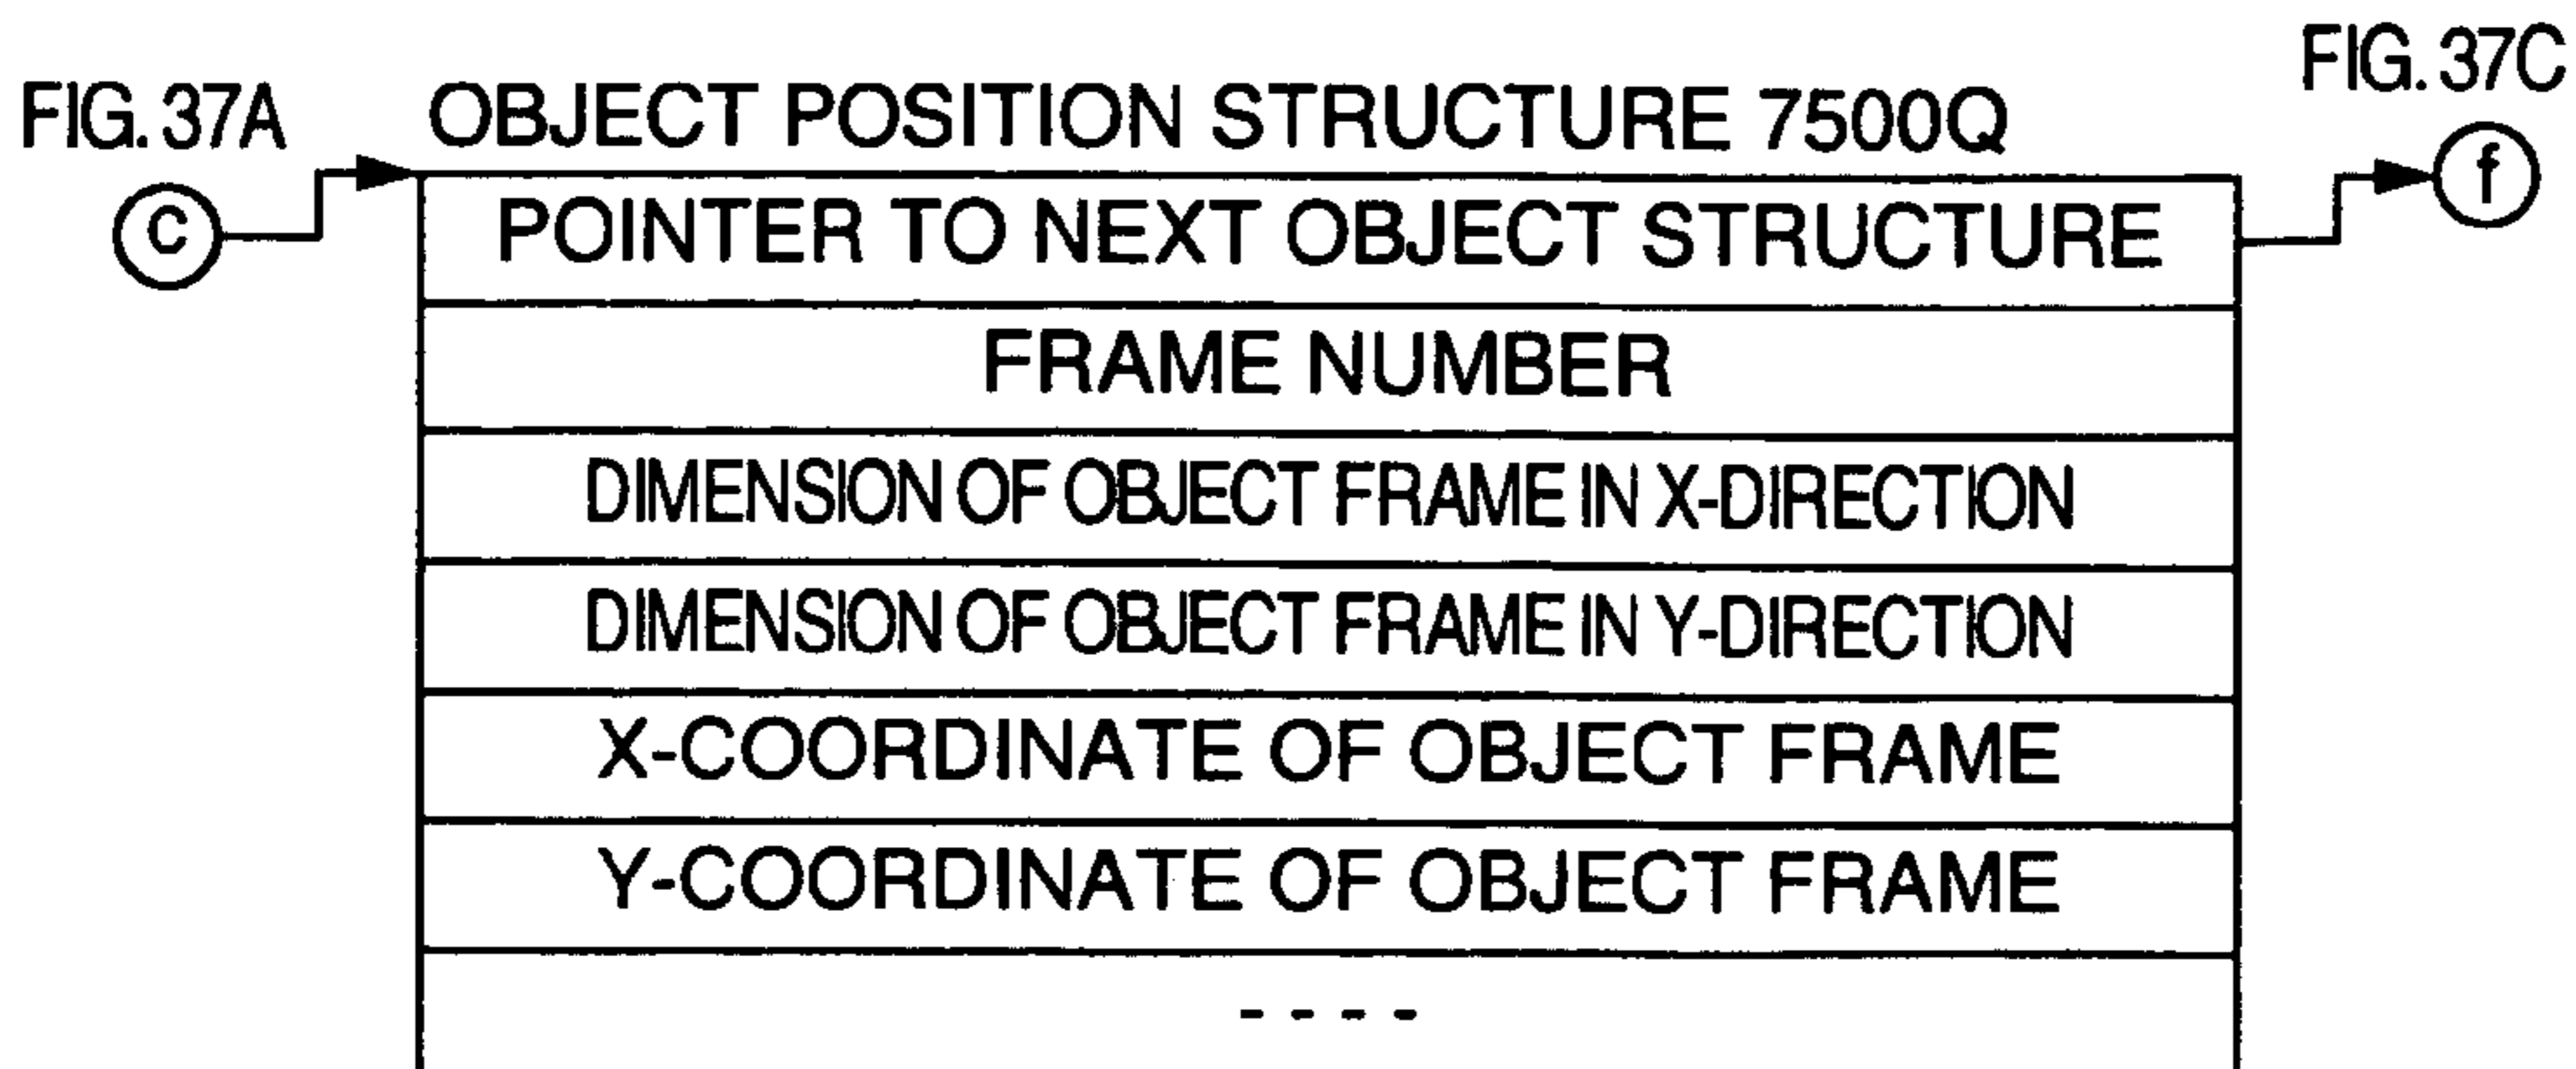 FIG. 37A
OBJECT POSITION STRUCTURE 7500Q
FIG. 37C
c
f
POINTER TO NEXT OBJECT STRUCTURE
FRAME NUMBER
DIMENSION OF OBJECT FRAME IN X-DIRECTION
DIMENSION OF OBJECT FRAME IN Y-DIRECTION
X-COORDINATE OF OBJECT FRAME
Y-COORDINATE OF OBJECT FRAME
----